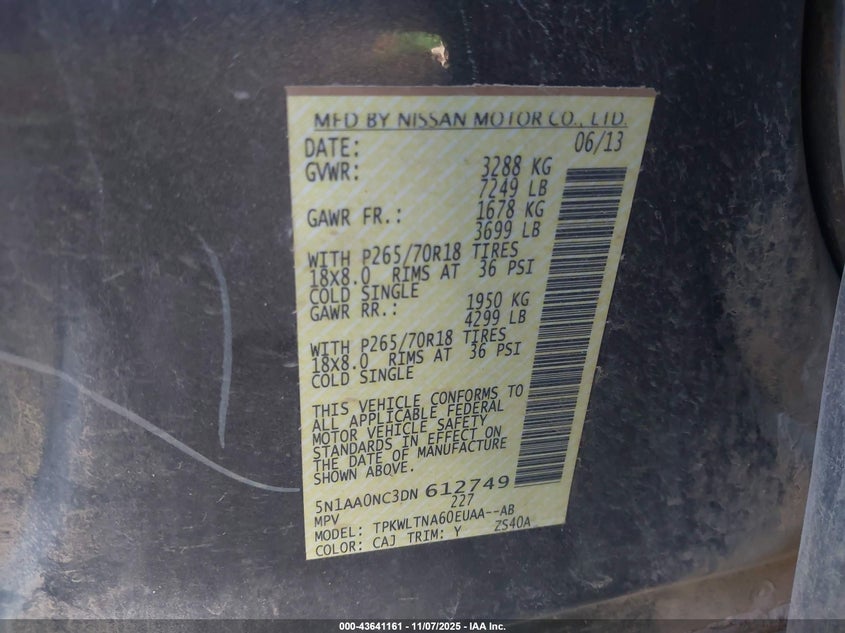 MFD BY NISSAN MOTOR CO., LTD.
DATE: 06/13
GVWR: 3288 KG
7249 LB
GAWR FR.: 1678 KG
3699 LB
WITH P265/70R18 TIRES
18X8.0 RIMS AT 36 PSI
COLD SINGLE
GAWR RR.: 1950 KG
4299 LB
WITH P265/70R18 TIRES
18X8.0 RIMS AT 36 PSI
COLD SINGLE
THIS VEHICLE CONFORMS TO
ALL APPLICABLE FEDERAL
MOTOR VEHICLE SAFETY
STANDARDS IN EFFECT ON
THE DATE OF MANUFACTURE
SHOWN ABOVE.
5N1AA0NC3DN 612749
MPV 227
MODEL: TPKWLTNA60EUAA--AB
COLOR: CAJ TRIM: Y ZS40A
000-43641161 - 11/07/2025 - IAA Inc.